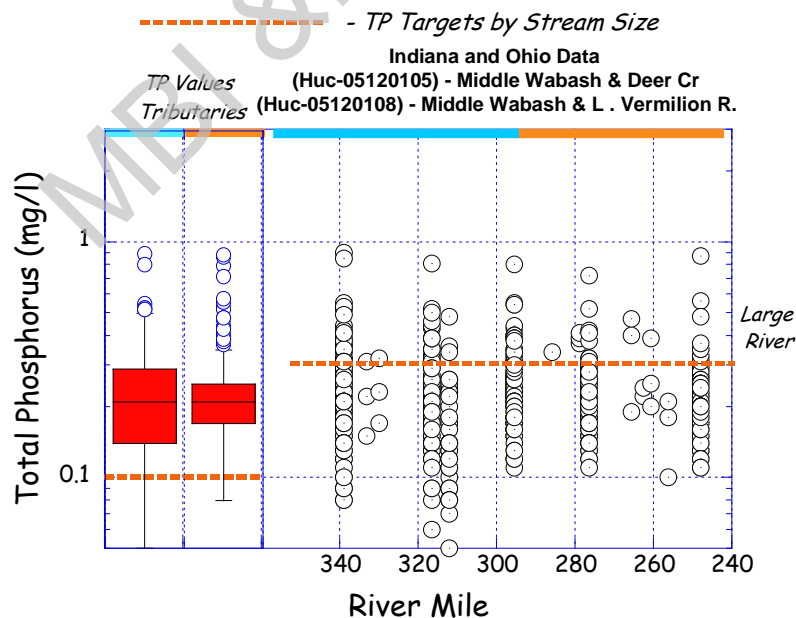 - TP Targets by Stream Size
Indiana and Ohio Data
(Huc-05120105) - Middle Wabash & Deer Cr
(Huc-05120108) - Middle Wabash & L . Vermilion R.
TP Values
Tributaries
MBI &
Total Phosphorus (mg/l)
1
0.1
Large
River
340 320 300 280 260 240
River Mile